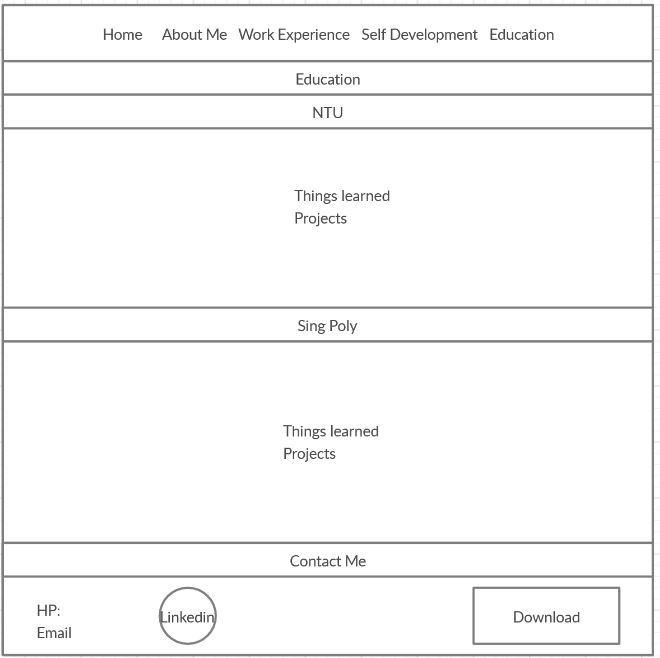 Home About Me Work Experience Self Development Education
Education
NTU
Things learned
Projects
Sing Poly
Things learned
Projects
Contact Me
HP:
Email
Linkedin
Download